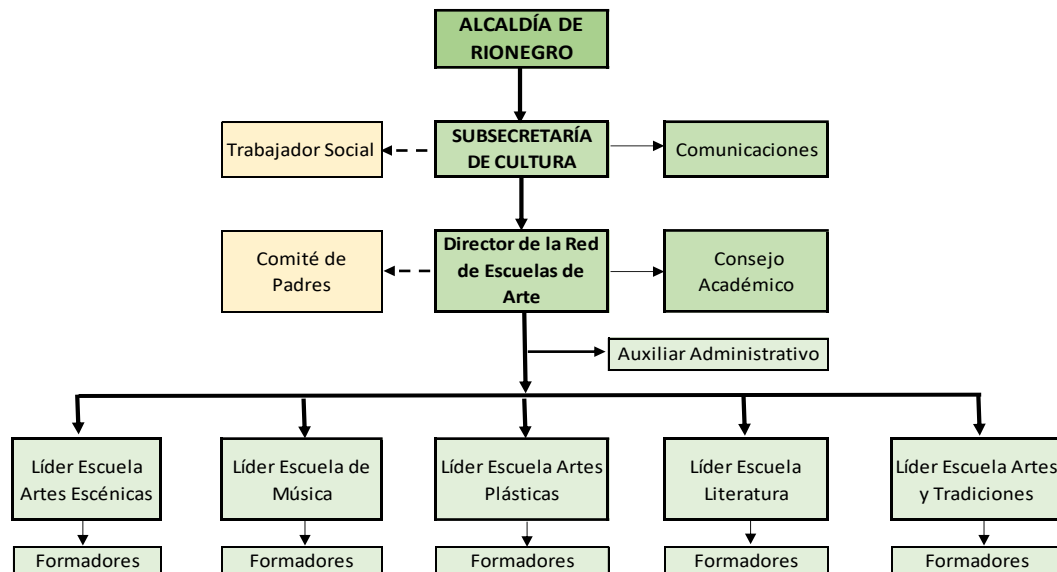 ALCALDÍA DE
RIONEGRO
Trabajador Social
SUBSECRETARÍA
DE CULTURA
Comunicaciones
Comité de
Padres
Director de la Red
de Escuelas de
Arte
Consejo
Académico
Auxiliar Administrativo
Líder Escuela
Artes Escénicas
Líder Escuela de
Música
Líder Escuela Artes
Plásticas
Líder Escuela
Literatura
Líder Escuela Artes
y Tradiciones
Formadores
Formadores
Formadores
Formadores
Formadores